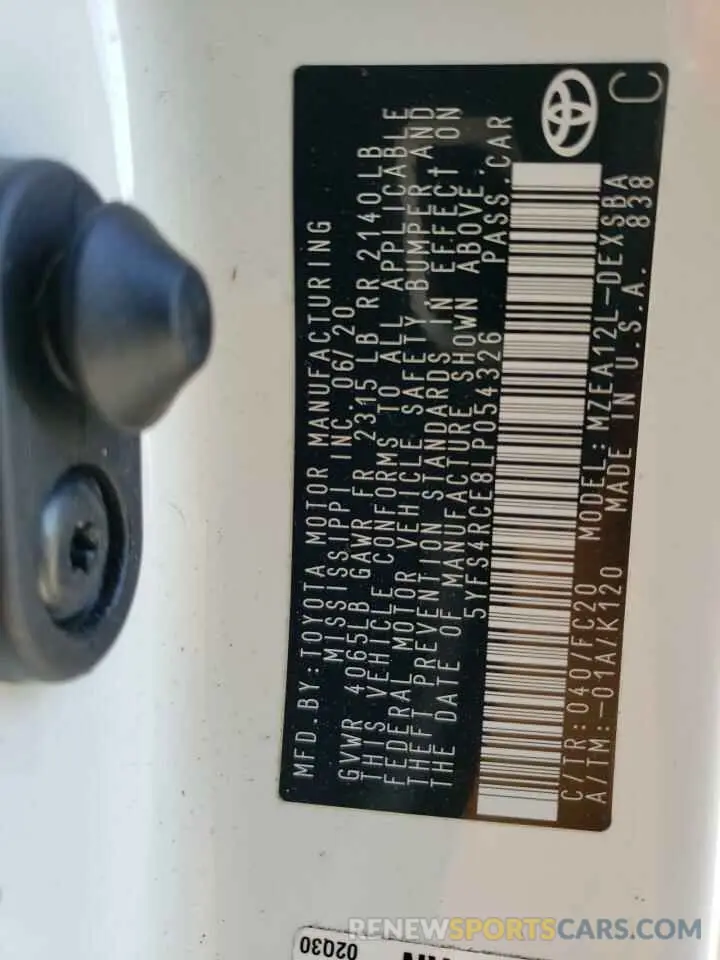 MFD.BY:TOYOTA MOTOR MANUFACTURING
MISSISSIPPI INC. 06/20
GVWR 4065LB GAWR FR 2315 LB RR 2140 LB
THIS VEHICLE CONFORMS TO ALL APPLICABLE
FEDERAL MOTOR VEHICLE SAFETY,BUMPER,AND
THEFT PREVENTION STANDARDS IN EFFECT ON
THE DATE OF MANUFACTURE SHOWN ABOVE.
5YFS4RCE8LP054326 PASS.CAR
C/TR:040/FC20 MODEL:MZEA12L-DEXSBA
A/TM:-01A/K120 MADE IN U.S.A. 838
C
02Q30
RENEWSPORTSCARS.COM